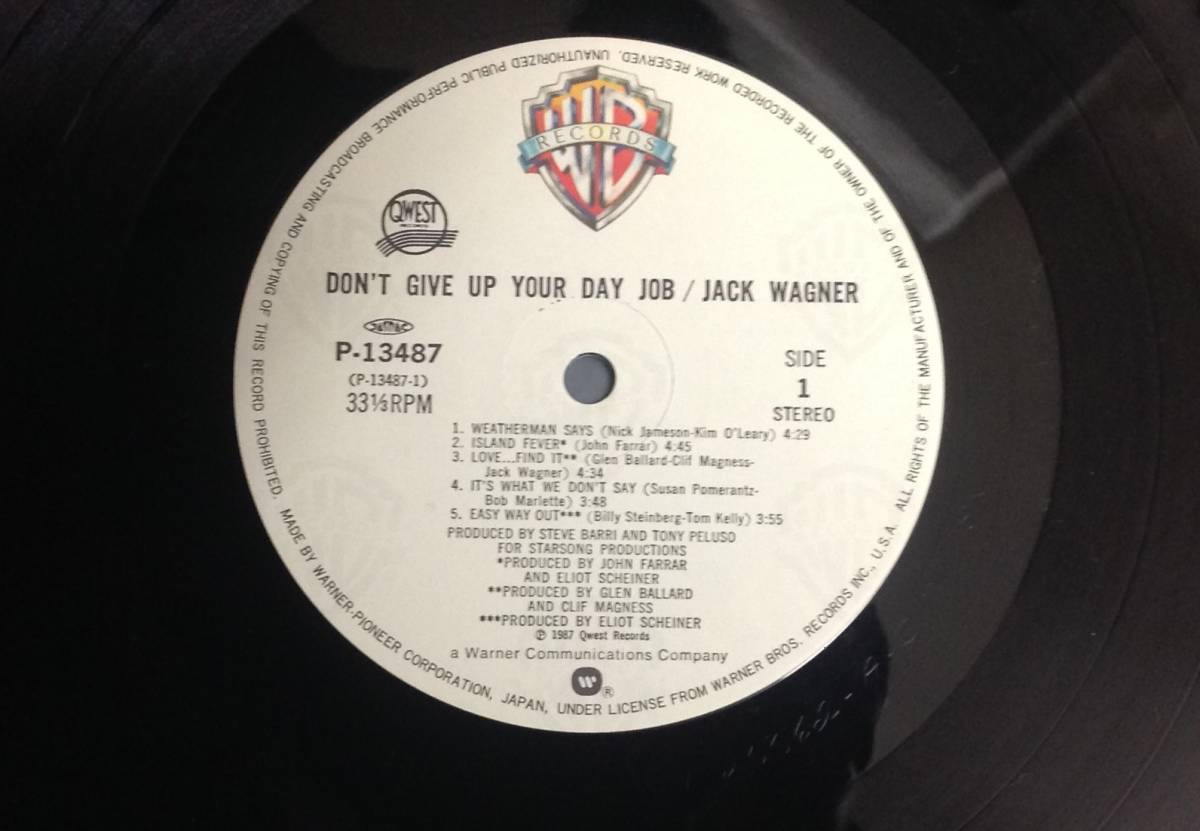 WB
RECORDS
QWEST
RECORDS
DON'T GIVE UP YOUR DAY JOB / JACK WAGNER
JASRAC
P-13487
(P-13487-1)
33⅓RPM
SIDE
1
STEREO
1. WEATHERMAN SAYS (Nick Jameson-Kim O'Leary) 4:29
2. ISLAND FEVER* (John Farrar) 4:45
3. LOVE...FIND IT** (Glen Ballard-Clif Magness-
Jack Wagner) 4:34
4. IT'S WHAT WE DON'T SAY (Susan Pomerantz-
Bob Marlette) 3:48
5. EASY WAY OUT*** (Billy Steinberg-Tom Kelly) 3:55
PRODUCED BY STEVE BARRI AND TONY PELUSO
FOR STARSONG PRODUCTIONS
*PRODUCED BY JOHN FARRAR
AND ELIOT SCHEINER
**PRODUCED BY GLEN BALLARD
AND CLIF MAGNESS
***PRODUCED BY ELIOT SCHEINER
℗ 1987 Qwest Records
a Warner Communications Company
W®
MADE BY WARNER-PIONEER CORPORATION, JAPAN, UNDER LICENSE FROM WARNER BROS. RECORDS INC., U.S.A. ALL RIGHTS OF THE MANUFACTURER AND OF THE OWNER OF THE RECORDED WORK RESERVED. UNAUTHORIZED PUBLIC PERFORMANCE BROADCASTING AND COPYING OF THIS RECORD PROHIBITED.